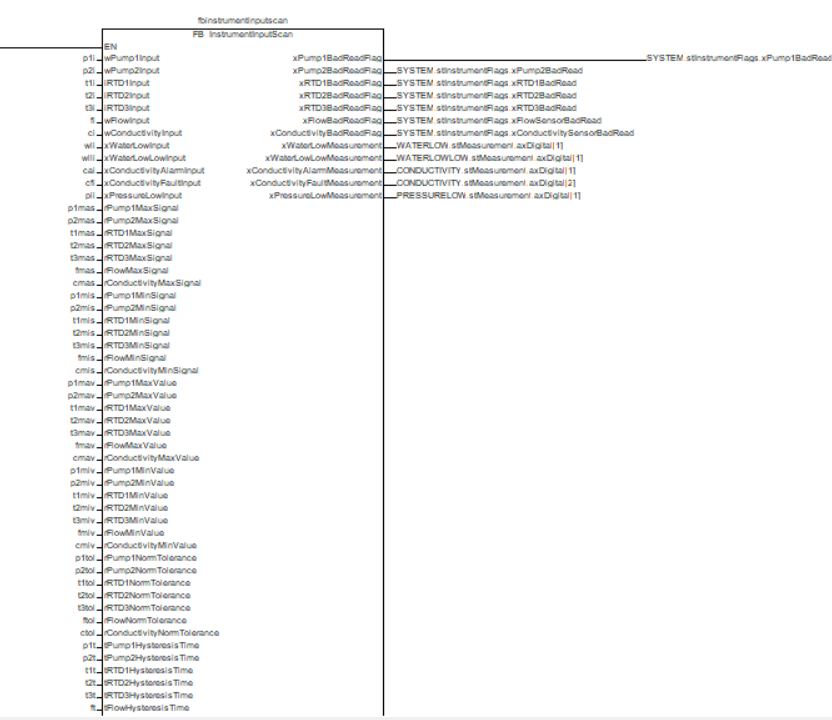 fbinstrumentinputscan
FB_InstrumentInputScan
EN
p1i wPump1Input xPump1BadReadFlag SYSTEM.stInstrumentFlags.xPump1BadRead
p2i wPump2Input xPump2BadReadFlag SYSTEM.stInstrumentFlags.xPump2BadRead
t1i iRTD1Input xRTD1BadReadFlag SYSTEM.stInstrumentFlags.xRTD1BadRead
t2i iRTD2Input xRTD2BadReadFlag SYSTEM.stInstrumentFlags.xRTD2BadRead
t3i iRTD3Input xRTD3BadReadFlag SYSTEM.stInstrumentFlags.xRTD3BadRead
fi wFlowInput xFlowBadReadFlag SYSTEM.stInstrumentFlags.xFlowSensorBadRead
ci wConductivityInput xConductivityBadReadFlag SYSTEM.stInstrumentFlags.xConductivitySensorBadRead
wli xWaterLowInput xWaterLowMeasurement WATERLOW.stMeasurement.axDigital[1]
wlli xWaterLowLowInput xWaterLowLowMeasurement WATERLOWLOW.stMeasurement.axDigital[1]
cai xConductivityAlarmInput xConductivityAlarmMeasurement CONDUCTIVITY.stMeasurement.axDigital[1]
cfi xConductivityFaultInput xConductivityFaultMeasurement CONDUCTIVITY.stMeasurement.axDigital[2]
pli xPressureLowInput xPressureLowMeasurement PRESSURELOW.stMeasurement.axDigital[1]
p1mas rPump1MaxSignal
p2mas rPump2MaxSignal
t1mas rRTD1MaxSignal
t2mas rRTD2MaxSignal
t3mas rRTD3MaxSignal
fmas rFlowMaxSignal
cmas rConductivityMaxSignal
p1mis rPump1MinSignal
p2mis rPump2MinSignal
t1mis rRTD1MinSignal
t2mis rRTD2MinSignal
t3mis rRTD3MinSignal
fmis rFlowMinSignal
cmis rConductivityMinSignal
p1mav rPump1MaxValue
p2mav rPump2MaxValue
t1mav rRTD1MaxValue
t2mav rRTD2MaxValue
t3mav rRTD3MaxValue
fmav rFlowMaxValue
cmav rConductivityMaxValue
p1miv rPump1MinValue
p2miv rPump2MinValue
t1miv rRTD1MinValue
t2miv rRTD2MinValue
t3miv rRTD3MinValue
fmiv rFlowMinValue
cmiv rConductivityMinValue
p1tol rPump1NormTolerance
p2tol rPump2NormTolerance
t1tol rRTD1NormTolerance
t2tol rRTD2NormTolerance
t3tol rRTD3NormTolerance
ftol rFlowNormTolerance
ctol rConductivityNormTolerance
p1t tPump1HysteresisTime
p2t tPump2HysteresisTime
t1t tRTD1HysteresisTime
t2t tRTD2HysteresisTime
t3t tRTD3HysteresisTime
ft tFlowHysteresisTime